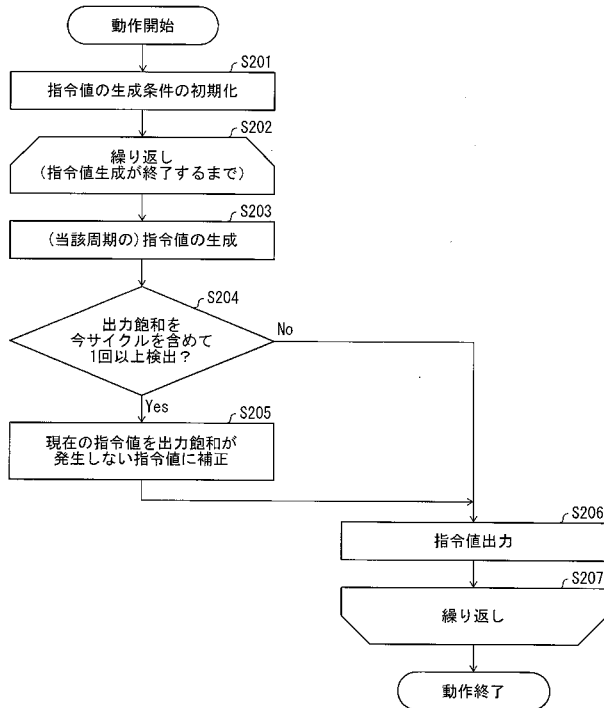 動作開始
S201
指令値の生成条件の初期化
S202
繰り返し
(指令値生成が終了するまで)
S203
(当該周期の)指令値の生成
S204
出力飽和を
今サイクルを含めて
1回以上検出?
No
Yes
S205
現在の指令値を出力飽和が
発生しない指令値に補正
S206
指令値出力
S207
繰り返し
動作終了